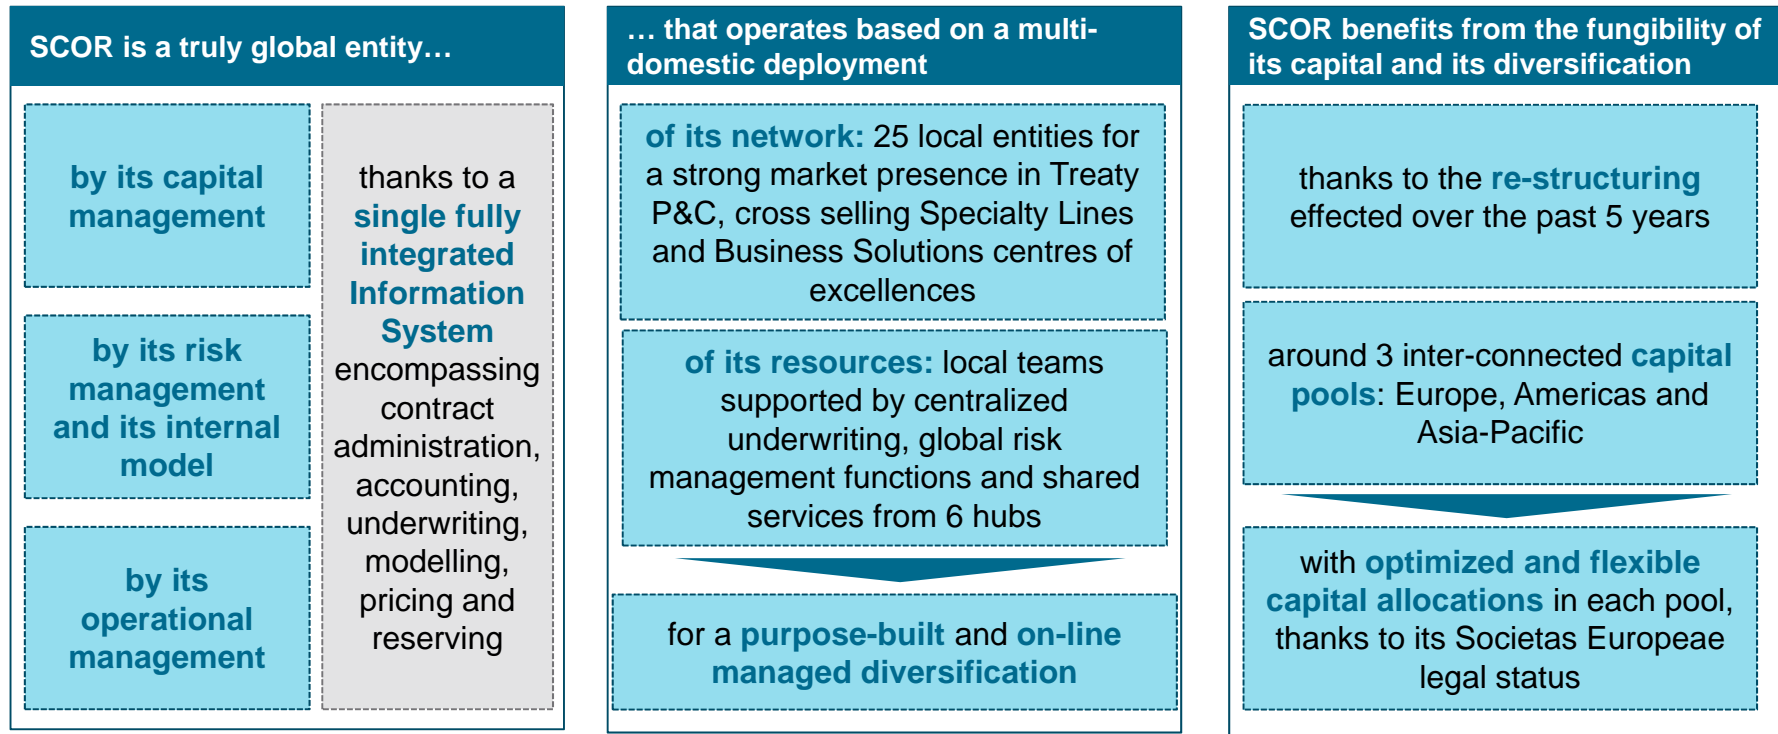 SCOR is a truly global entity…
by its capital
management
by its risk
management
and its internal
model
by its
operational
management
thanks to a
single fully
integrated
Information
System
encompassing
contract
administration,
accounting,
underwriting,
modelling,
pricing and
reserving
… that operates based on a multi-
domestic deployment
of its network: 25 local entities for
a strong market presence in Treaty
P&C, cross selling Specialty Lines
and Business Solutions centres of
excellences
of its resources: local teams
supported by centralized
underwriting, global risk
management functions and shared
services from 6 hubs
for a purpose-built and on-line
managed diversification
SCOR benefits from the fungibility of
its capital and its diversification
thanks to the re-structuring
effected over the past 5 years
around 3 inter-connected capital
pools: Europe, Americas and
Asia-Pacific
with optimized and flexible
capital allocations in each pool,
thanks to its Societas Europeae
legal status